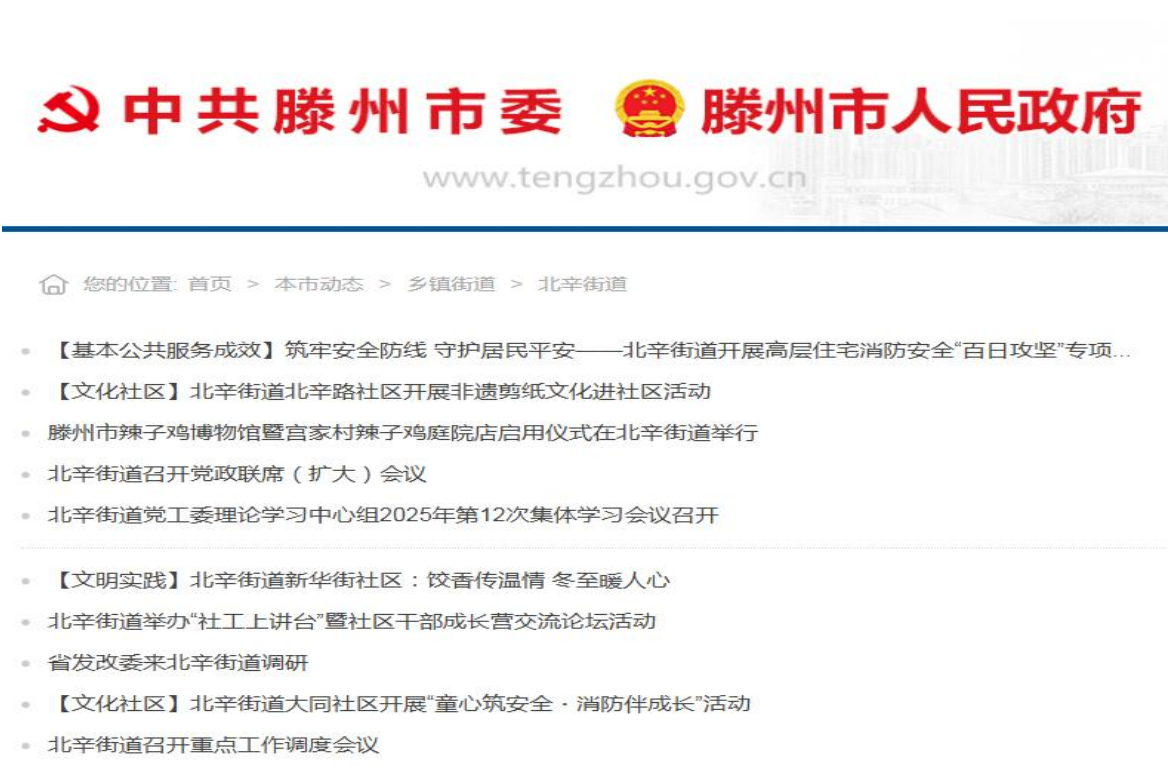 中共滕州市委 滕州市人民政府
www.tengzhou.gov.cn
您的位置: 首页 > 本市动态 > 乡镇街道 > 北辛街道
【基本公共服务成效】筑牢安全防线 守护居民平安——北辛街道开展高层住宅消防安全“百日攻坚”专项...
【文化社区】北辛街道北辛路社区开展非遗剪纸文化进社区活动
滕州市辣子鸡博物馆暨宫家村辣子鸡庭院店启用仪式在北辛街道举行
北辛街道召开党政联席（扩大）会议
北辛街道党工委理论学习中心组2025年第12次集体学习会议召开
【文明实践】北辛街道新华街社区：饺香传温情 冬至暖人心
北辛街道举办“社工上讲台”暨社区干部成长营交流论坛活动
省发改委来北辛街道调研
【文化社区】北辛街道大同社区开展“童心筑安全·消防伴成长”活动
北辛街道召开重点工作调度会议